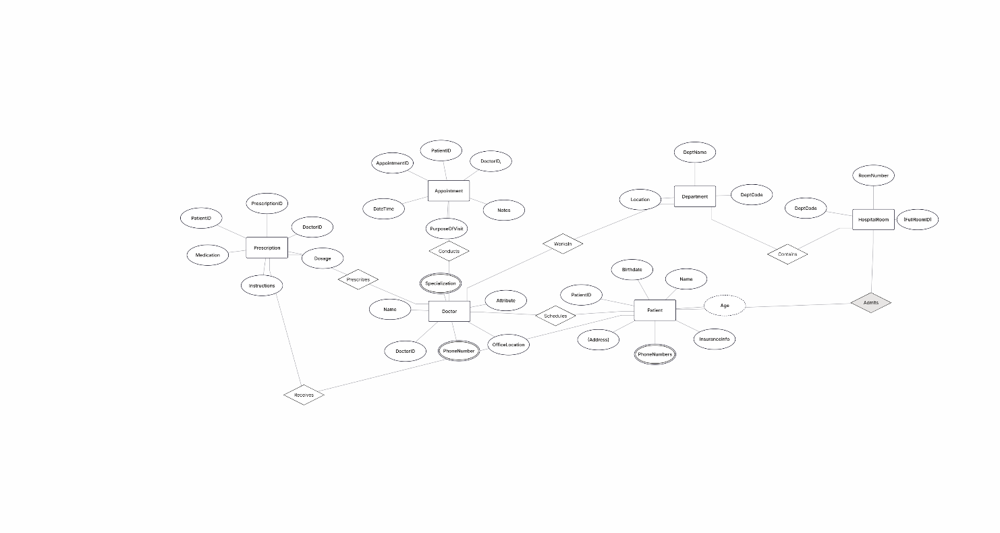 PatientID
DeptName
AppointmentID
DoctorID,
RoomNumber
Appointment
DeptCode
Department
Location
PrescriptionID
DateTime
Notes
DeptCode
PatientID
HospitalRoom
(FullRoomID)
DoctorID
PurposeOfVisit
WorksIn
Prescription
Conducts
Medication
Dosage
Contains
Birthdate
Prescribes
Name
Instructions
Specialization
PatientID
Attribute
Admits
Age
Name
Doctor
Patient
Schedules
(Address)
InsuranceInfo
OfficeLocation
DoctorID
PhoneNumber
PhoneNumbers
Receives